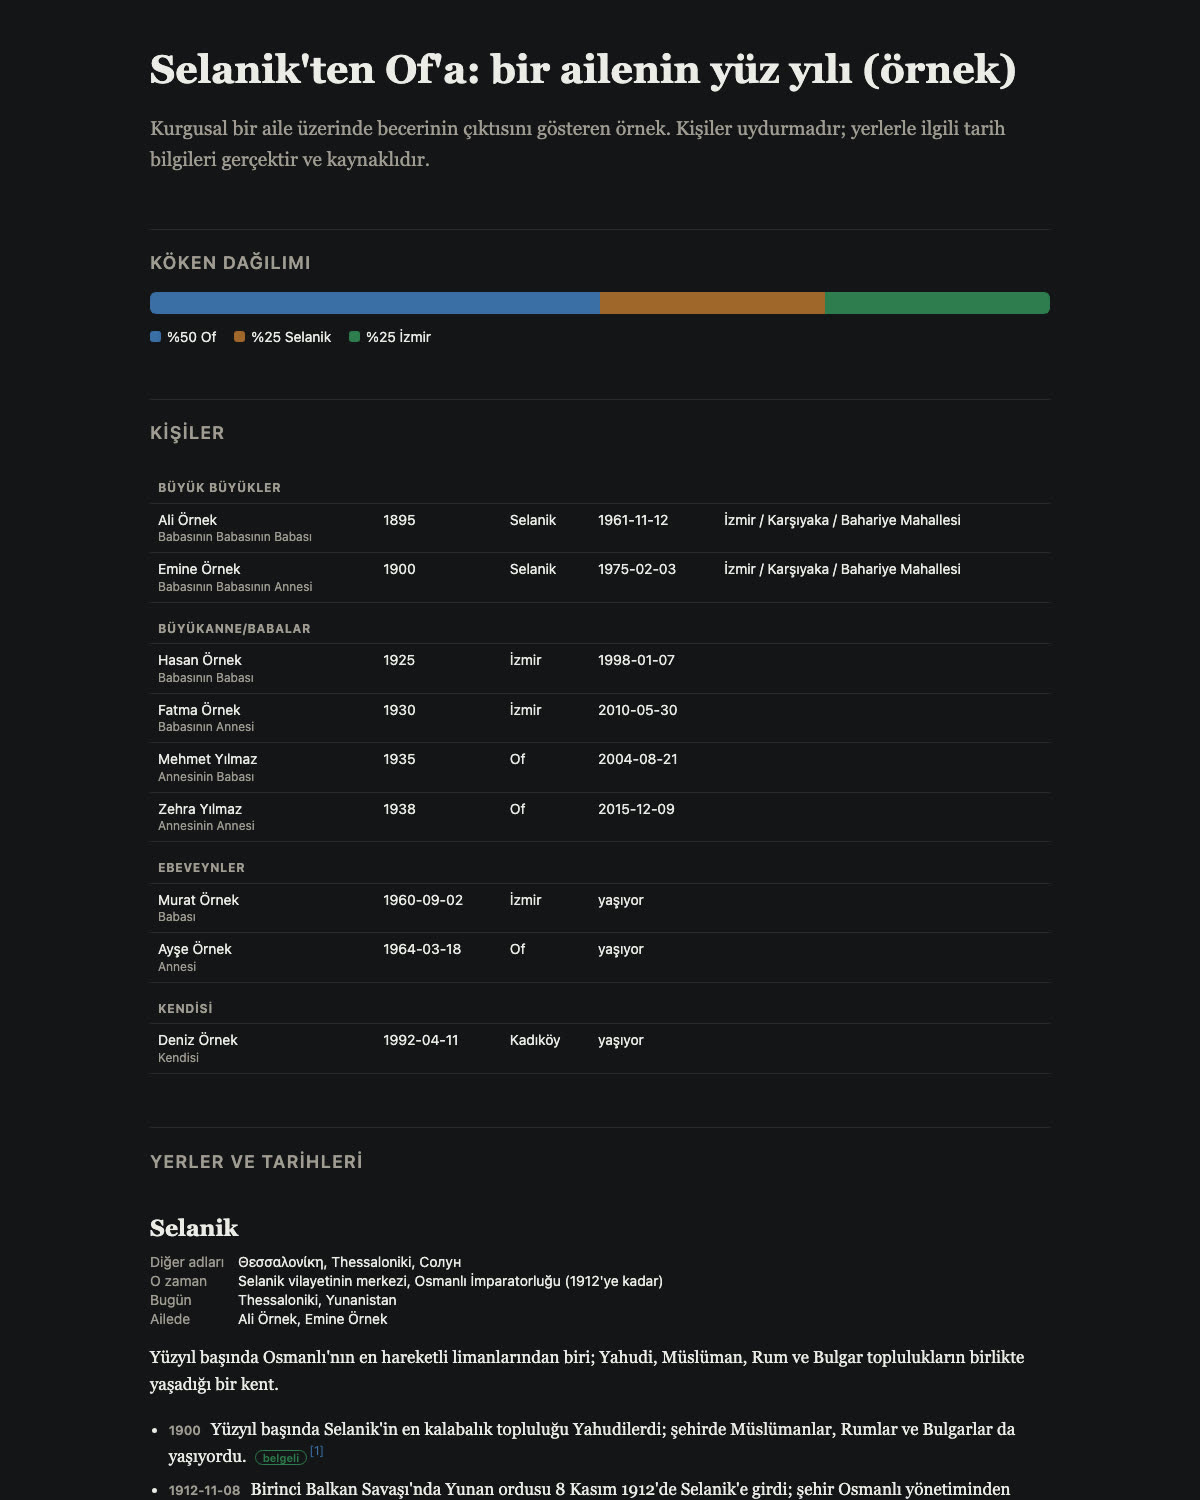 Selanik'ten Of'a: bir ailenin yüz yılı (örnek)
Kurgusal bir aile üzerinde becerinin çıktısını gösteren örnek. Kişiler uydurmadır; yerlerle ilgili tarih
bilgileri gerçektir ve kaynaklıdır.
KÖKEN DAĞILIMI
%50 Of %25 Selanik %25 İzmir
KİŞİLER
BÜYÜK BÜYÜKLER
Ali Örnek 1895 Selanik 1961-11-12 İzmir / Karşıyaka / Bahariye Mahallesi
Babasının Babasının Babası
Emine Örnek 1900 Selanik 1975-02-03 İzmir / Karşıyaka / Bahariye Mahallesi
Babasının Babasının Annesi
BÜYÜKANNE/BABALAR
Hasan Örnek 1925 İzmir 1998-01-07
Babasının Babası
Fatma Örnek 1930 İzmir 2010-05-30
Babasının Annesi
Mehmet Yılmaz 1935 Of 2004-08-21
Annesinin Babası
Zehra Yılmaz 1938 Of 2015-12-09
Annesinin Annesi
EBEVEYNLER
Murat Örnek 1960-09-02 İzmir yaşıyor
Babası
Ayşe Örnek 1964-03-18 Of yaşıyor
Annesi
KENDİSİ
Deniz Örnek 1992-04-11 Kadıköy yaşıyor
Kendisi
YERLER VE TARİHLERİ
Selanik
Diğer adları Θεσσαλονίκη, Thessaloniki, Солун
O zaman Selanik vilayetinin merkezi, Osmanlı İmparatorluğu (1912'ye kadar)
Bugün Thessaloniki, Yunanistan
Ailede Ali Örnek, Emine Örnek
Yüzyıl başında Osmanlı'nın en hareketli limanlarından biri; Yahudi, Müslüman, Rum ve Bulgar toplulukların birlikte
yaşadığı bir kent.
• 1900 Yüzyıl başında Selanik'in en kalabalık topluluğu Yahudilerdi; şehirde Müslümanlar, Rumlar ve Bulgarlar da
yaşıyordu. belgeli [1]
• 1912-11-08 Birinci Balkan Savaşı'nda Yunan ordusu 8 Kasım 1912'de Selanik'e girdi; şehir Osmanlı yönetiminden